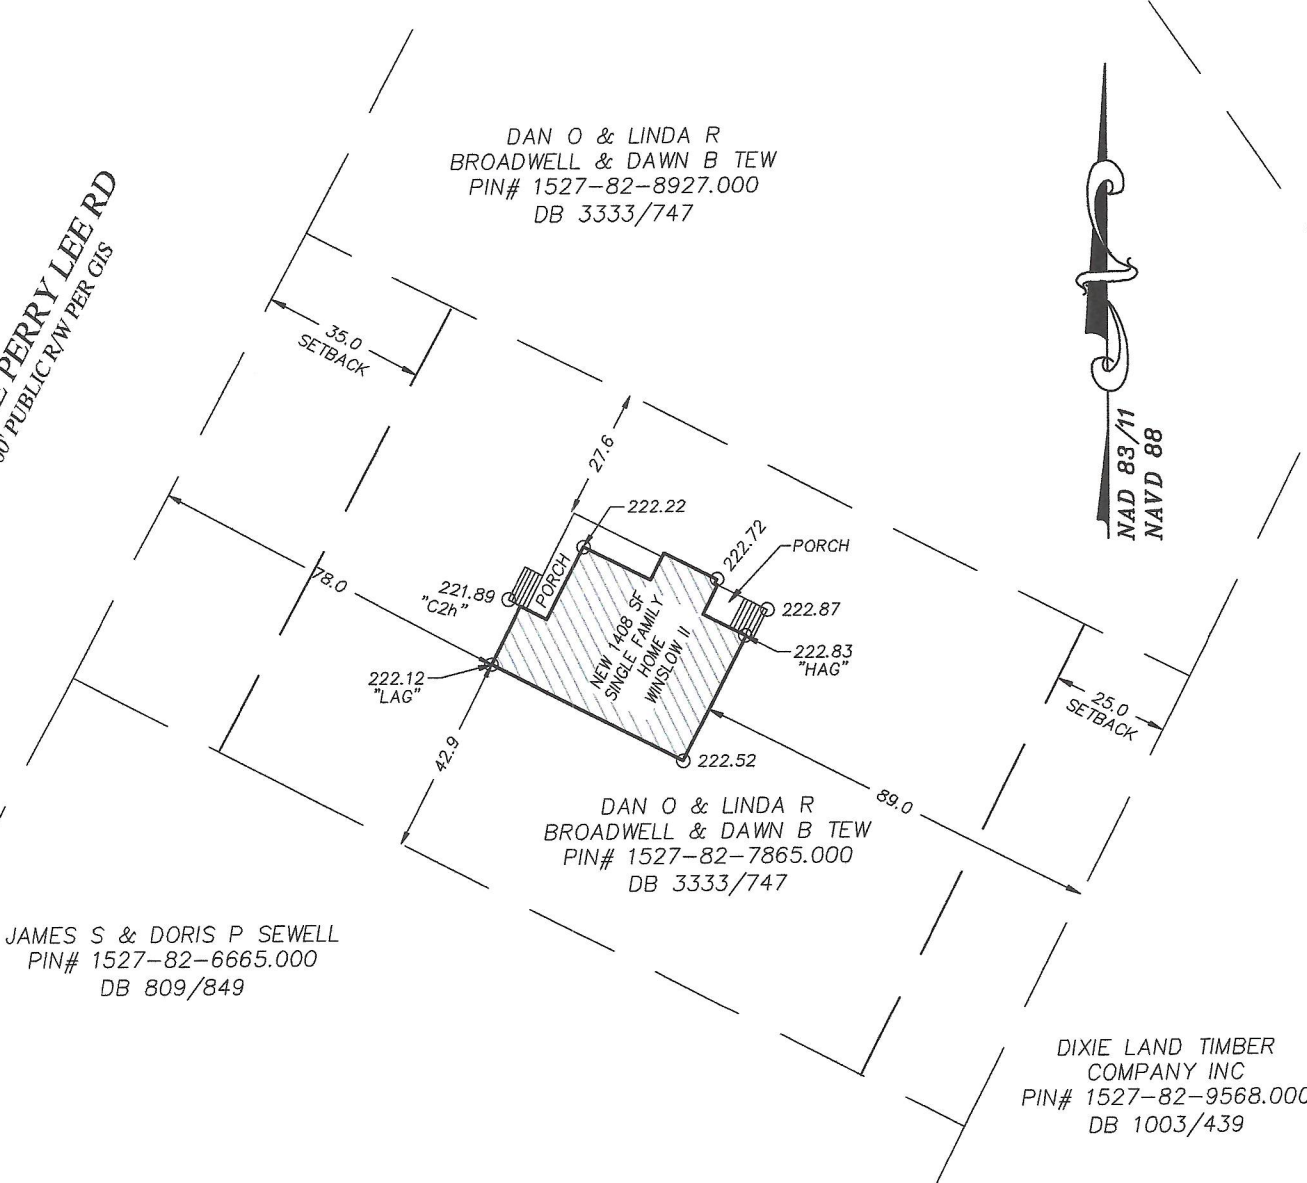 DAN O & LINDA R
BROADWELL & DAWN B TEW
PIN# 1527-82-8927.000
DB 3333/747
PERRY LEE RD
PUBLIC R/W PER GIS
35.0
SETBACK
NAD 83/11
NAVD 88
27.6
222.22
222.72
PORCH
PORCH
78.0
221.89
"C2h"
222.87
NEW 1408 SF
SINGLE FAMILY
HOME
WINSLOW II
222.83
"HAG"
222.12
"LAG"
25.0
SETBACK
42.9
222.52
89.0
DAN O & LINDA R
BROADWELL & DAWN B TEW
PIN# 1527-82-7865.000
DB 3333/747
JAMES S & DORIS P SEWELL
PIN# 1527-82-6665.000
DB 809/849
DIXIE LAND TIMBER
COMPANY INC
PIN# 1527-82-9568.000
DB 1003/439